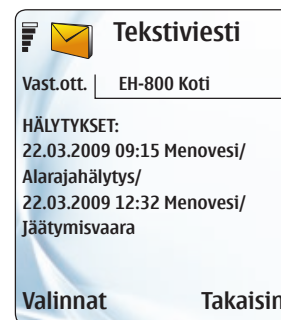 Tekstiviesti
Vast.ott. EH-800 Koti
HÄLYTYKSET:
22.03.2009 09:15 Menovesi/
Alarajahälytys/
22.03.2009 12:32 Menovesi/
Jäätymisvaara
Valinnat Takaisin